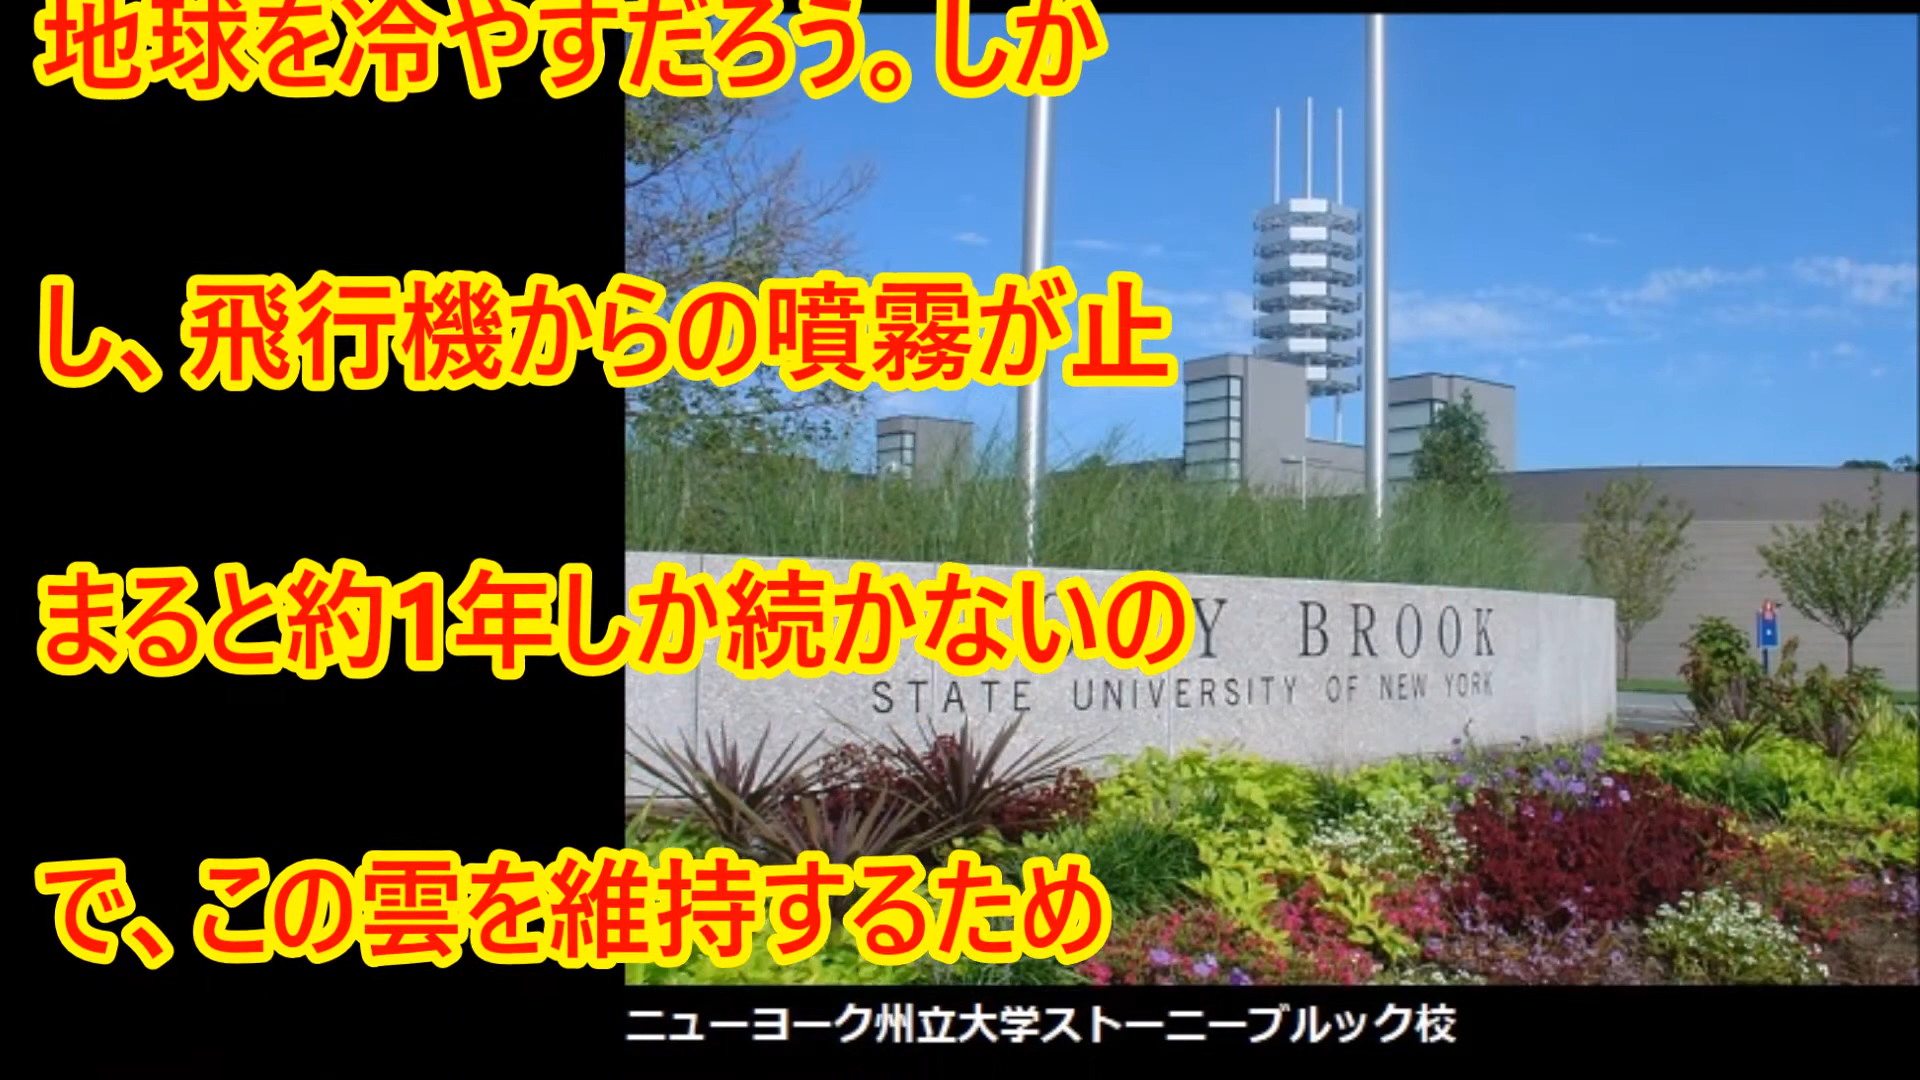 地球を冷やすだろう。しか
し、飛行機からの噴霧が止
まると約1年しか続かないの
で、この雲を維持するため
Y BROOK
STATE UNIVERSITY OF NEW YORK
ニューヨーク州立大学ストーニーブルック校